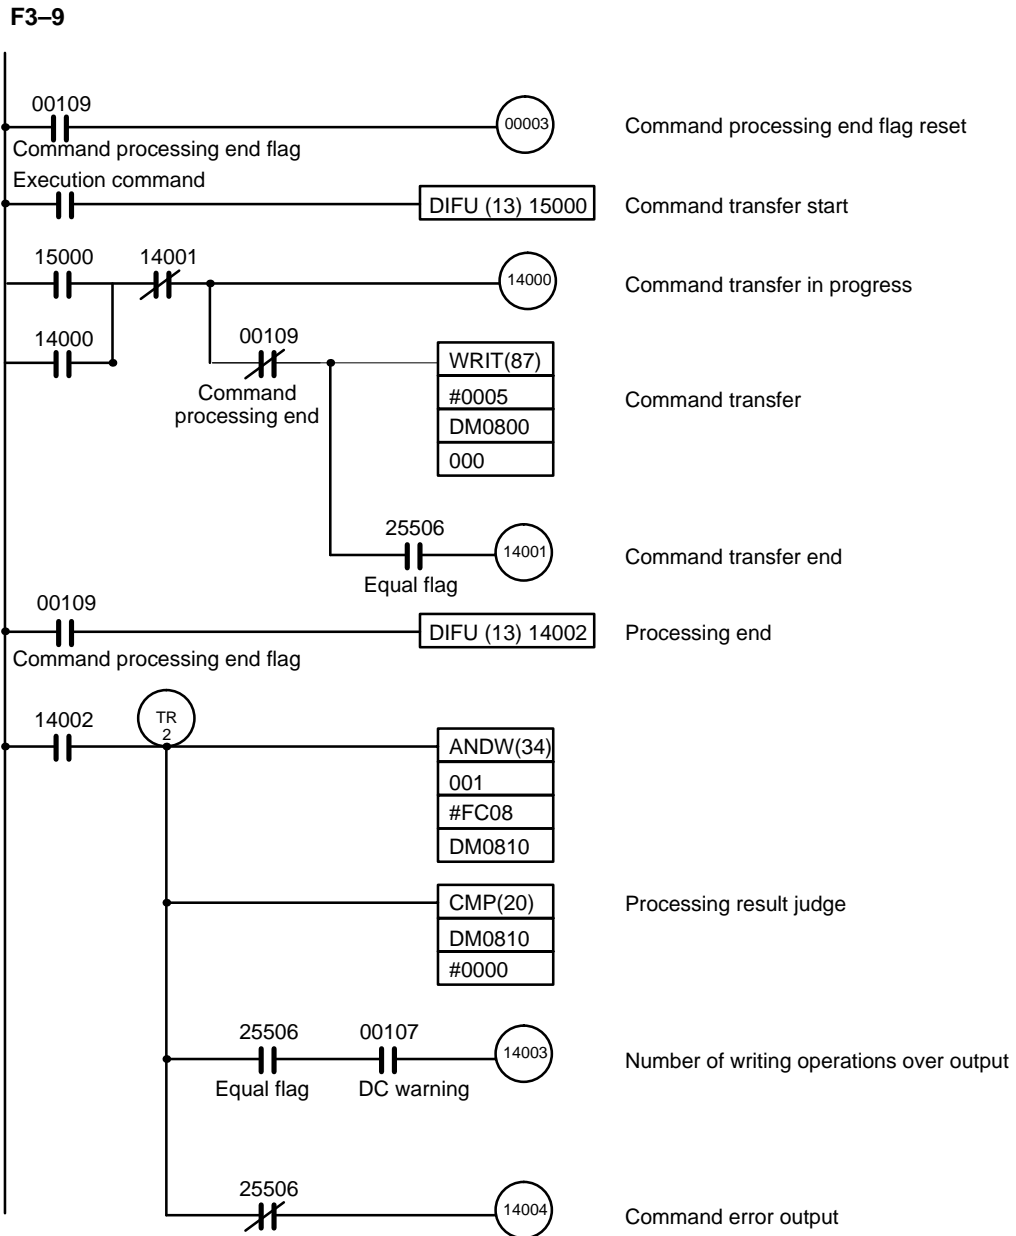 F3–9
00109
00003
Command processing end flag reset
Command processing end flag
Execution command
DIFU (13) 15000
Command transfer start
15000
14001
14000
Command transfer in progress
14000
00109
WRIT(87)
Command
processing end
#0005
Command transfer
DM0800
000
25506
14001
Command transfer end
Equal flag
00109
DIFU (13) 14002
Processing end
Command processing end flag
14002
TR
2
ANDW(34)
001
#FC08
DM0810
CMP(20)
Processing result judge
DM0810
#0000
25506
00107
14003
Number of writing operations over output
Equal flag
DC warning
25506
14004
Command error output